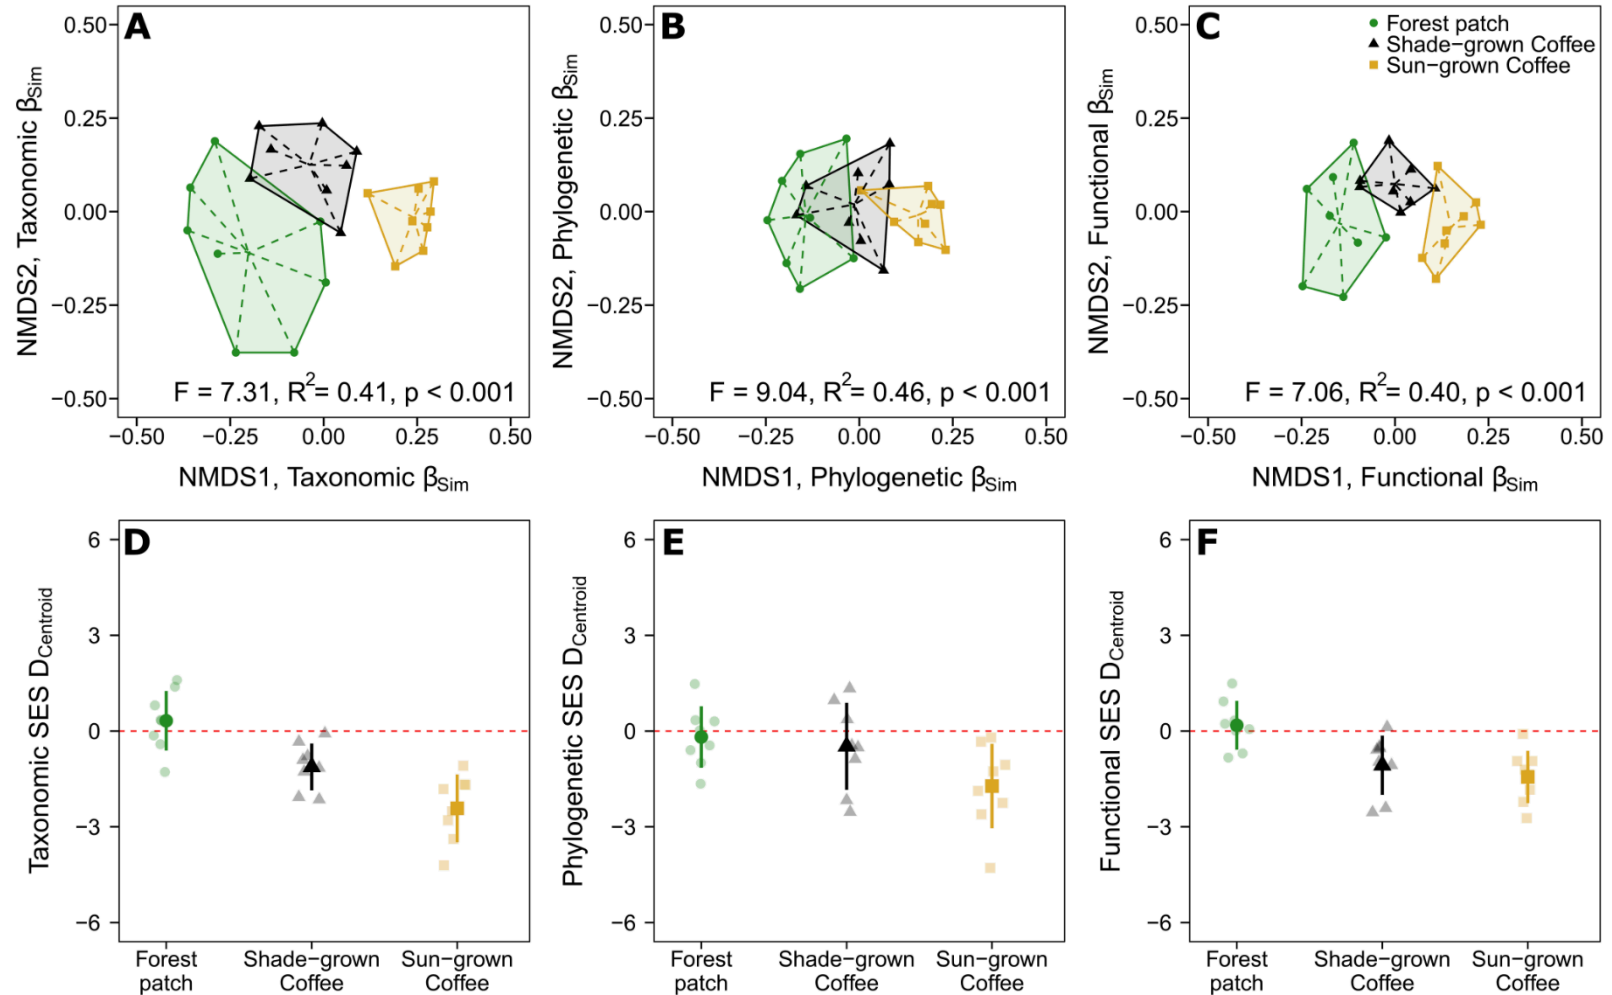 A
0.50
0.25
0.00
−0.25
−0.50
NMDS2, Taxonomic βSim
F = 7.31, R2= 0.41, p < 0.001
−0.50 −0.25 0.00 0.25 0.50
NMDS1, Taxonomic βSim
B
0.50
0.25
0.00
−0.25
−0.50
NMDS2, Phylogenetic βSim
F = 9.04, R2= 0.46, p < 0.001
−0.50 −0.25 0.00 0.25 0.50
NMDS1, Phylogenetic βSim
C
Forest patch
Shade−grown Coffee
Sun−grown Coffee
0.50
0.25
0.00
−0.25
−0.50
NMDS2, Functional βSim
F = 7.06, R2= 0.40, p < 0.001
−0.50 −0.25 0.00 0.25 0.50
NMDS1, Functional βSim
D
6
3
0
−3
−6
Taxonomic SES DCentroid
Forest Shade−grown Sun−grown
patch Coffee Coffee
E
6
3
0
−3
−6
Phylogenetic SES DCentroid
Forest Shade−grown Sun−grown
patch Coffee Coffee
F
6
3
0
−3
−6
Functional SES DCentroid
Forest Shade−grown Sun−grown
patch Coffee Coffee